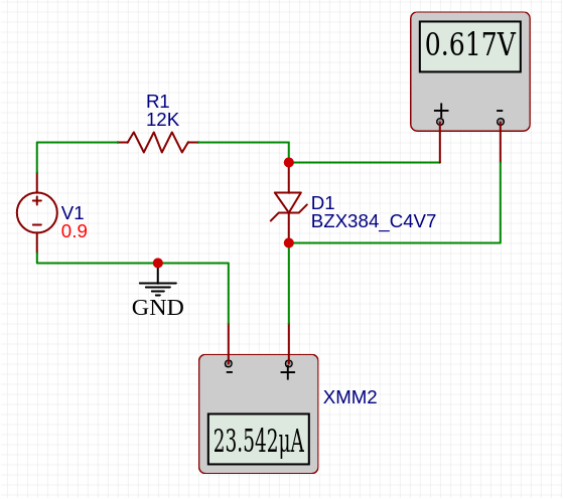 0.617V
+ -
R1
12K
+
-
V1
0.9
D1
BZX384_C4V7
GND
- +
XMM2
23.542µA